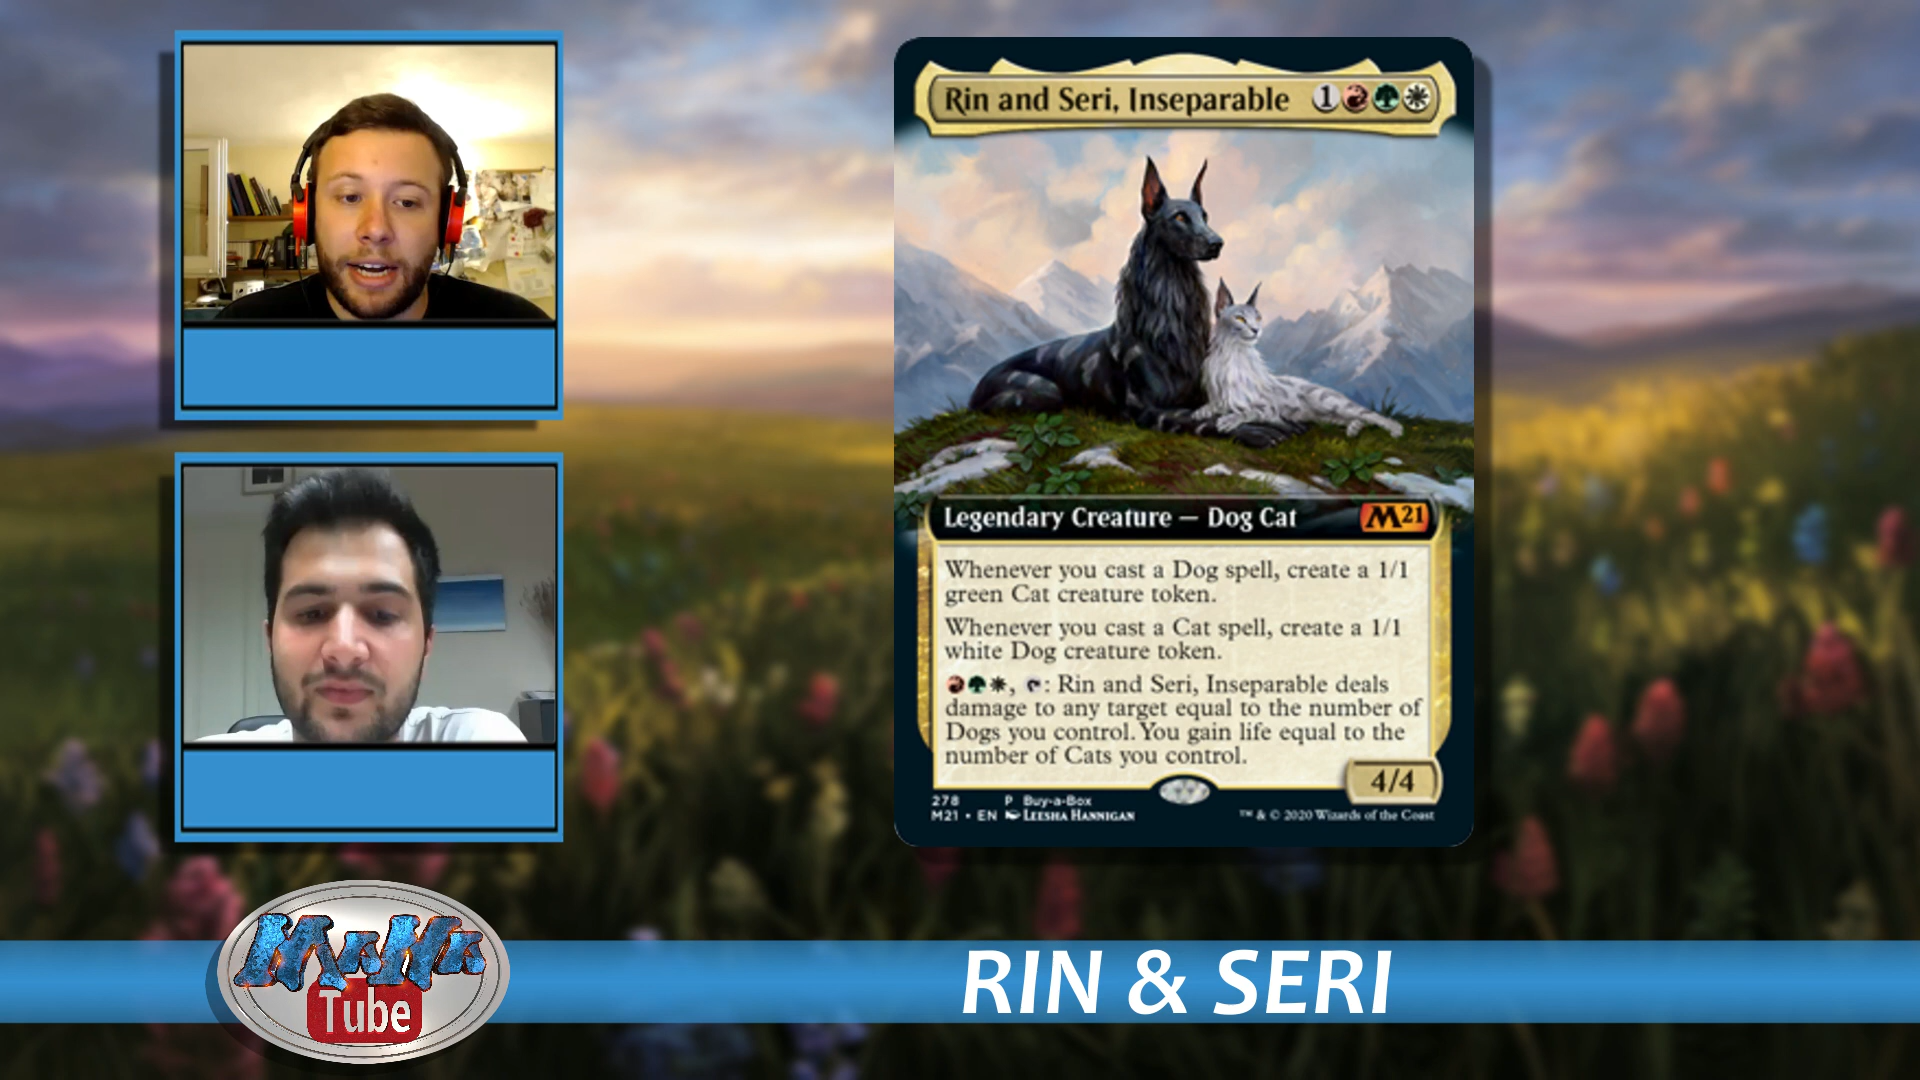 Rin and Seri, Inseparable 1
Legendary Creature — Dog Cat M21
Whenever you cast a Dog spell, create a 1/1
green Cat creature token.
Whenever you cast a Cat spell, create a 1/1
white Dog creature token.
, : Rin and Seri, Inseparable deals
damage to any target equal to the number of
Dogs you control. You gain life equal to the
number of Cats you control.
4/4
278 P Buy-a-Box
M21 • EN LEESHA HANNIGAN ™ & © 2020 Wizards of the Coast
MaNa
Tube
RIN & SERI